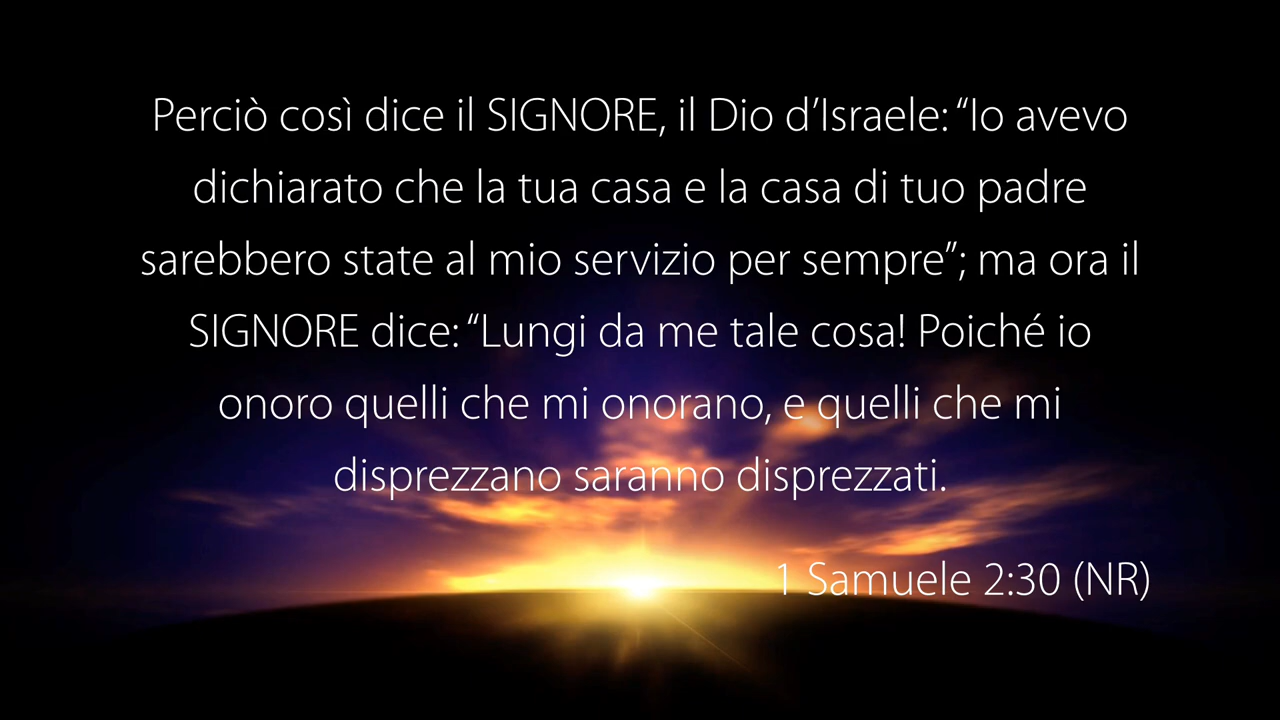 Perciò così dice il SIGNORE, il Dio d’Israele: “Io avevo
dichiarato che la tua casa e la casa di tuo padre
sarebbero state al mio servizio per sempre”; ma ora il
SIGNORE dice: “Lungi da me tale cosa! Poiché io
onoro quelli che mi onorano, e quelli che mi
disprezzano saranno disprezzati.
1 Samuele 2:30 (NR)